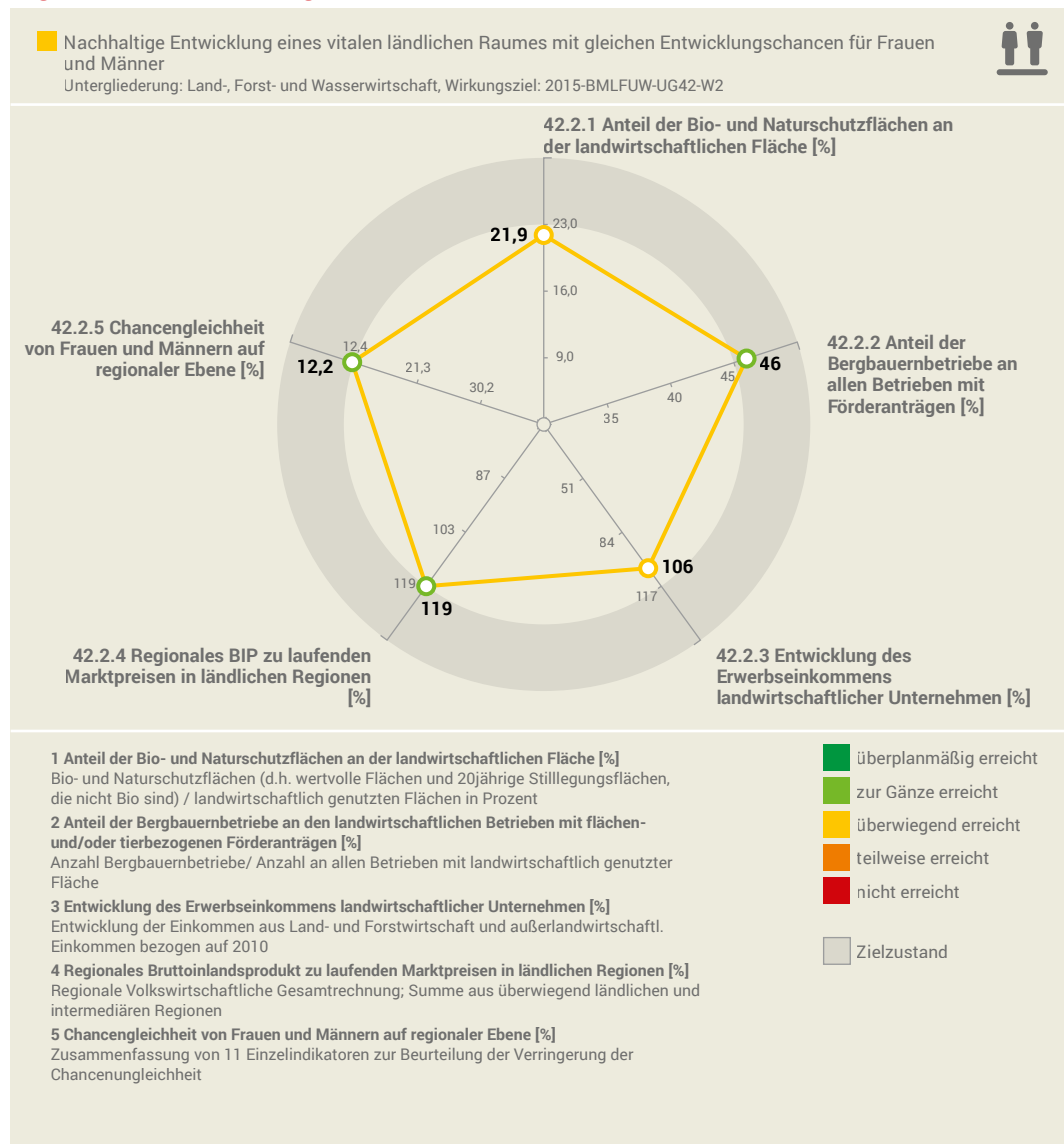 Nachhaltige Entwicklung eines vitalen ländlichen Raumes mit gleichen Entwicklungschancen für Frauen
und Männer
Untergliederung: Land-, Forst- und Wasserwirtschaft, Wirkungsziel: 2015-BMLFUW-UG42-W2
42.2.1 Anteil der Bio- und Naturschutzflächen an
der landwirtschaftlichen Fläche [%]
23,0
21,9
16,0
9,0
42.2.5 Chancengleichheit
von Frauen und Männern auf
regionaler Ebene [%]
12,4
12,2
21,3
30,2
42.2.2 Anteil der
Bergbauernbetriebe an
allen Betrieben mit
Förderanträgen [%]
46
45
40
35
87
103
119
119
51
84
106
117
42.2.4 Regionales BIP zu laufenden
Marktpreisen in ländlichen Regionen
[%]
42.2.3 Entwicklung des
Erwerbseinkommens
landwirtschaftlicher Unternehmen [%]
1 Anteil der Bio- und Naturschutzflächen an der landwirtschaftlichen Fläche [%]
Bio- und Naturschutzflächen (d.h. wertvolle Flächen und 20jährige Stilllegungsflächen,
die nicht Bio sind) / landwirtschaftlich genutzten Flächen in Prozent
2 Anteil der Bergbauernbetriebe an den landwirtschaftlichen Betrieben mit flächen-
und/oder tierbezogenen Förderanträgen [%]
Anzahl Bergbauernbetriebe/ Anzahl an allen Betrieben mit landwirtschaftlich genutzter
Fläche
3 Entwicklung des Erwerbseinkommens landwirtschaftlicher Unternehmen [%]
Entwicklung der Einkommen aus Land- und Forstwirtschaft und außerlandwirtschaftl.
Einkommen bezogen auf 2010
4 Regionales Bruttoinlandsprodukt zu laufenden Marktpreisen in ländlichen Regionen [%]
Regionale Volkswirtschaftliche Gesamtrechnung; Summe aus überwiegend ländlichen und
intermediären Regionen
5 Chancengleichheit von Frauen und Männern auf regionaler Ebene [%]
Zusammenfassung von 11 Einzelindikatoren zur Beurteilung der Verringerung der
Chancenungleichheit
überplanmäßig erreicht
zur Gänze erreicht
überwiegend erreicht
teilweise erreicht
nicht erreicht
Zielzustand